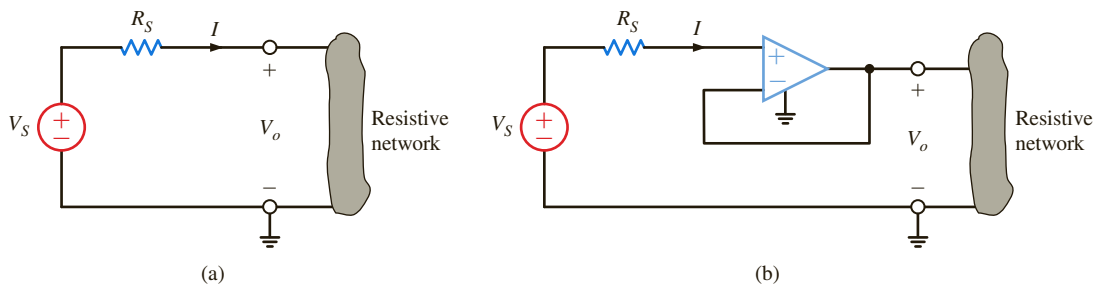 R_S
I
+
V_S
+
−
V_o
−
Resistive
network
(a)
R_S
I
+
−
V_S
+
−
+
V_o
−
Resistive
network
(b)